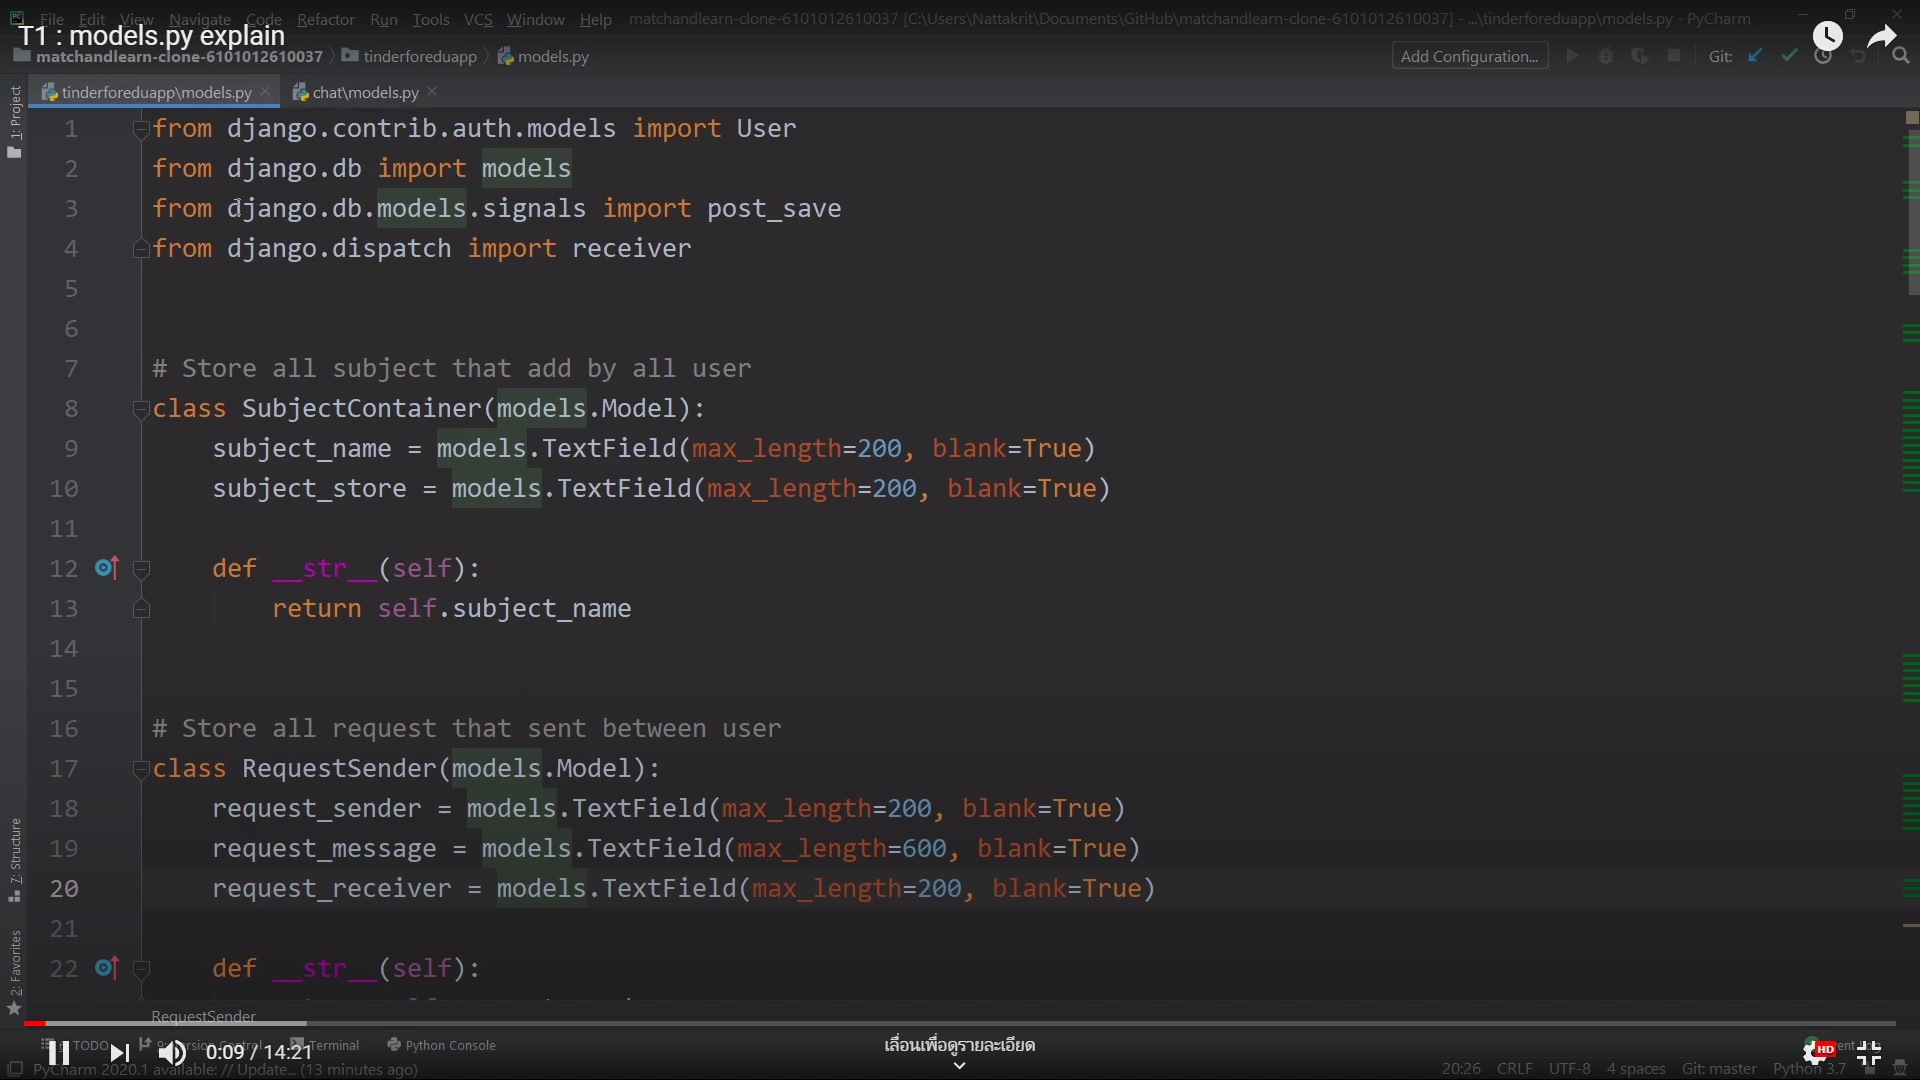 File Edit View Navigate Code Refactor Run Tools VCS Window Help matchandlearn-clone-6101012610037 [C:\Users\Nattakrit\Documents\GitHub\matchandlearn-clone-6101012610037] - ...\tinderforeduapp\models.py - PyCharm
T1 : models.py explain
matchandlearn-clone-6101012610037 tinderforeduapp models.py Add Configuration... Git:
tinderforeduapp\models.py chat\models.py
1: Project
1 from django.contrib.auth.models import User
2 from django.db import models
3 from django.db.models.signals import post_save
4 from django.dispatch import receiver
5
6
7 # Store all subject that add by all user
8 class SubjectContainer(models.Model):
9 subject_name = models.TextField(max_length=200, blank=True)
10 subject_store = models.TextField(max_length=200, blank=True)
11
12 def __str__(self):
13 return self.subject_name
14
15
16 # Store all request that sent between user
17 class RequestSender(models.Model):
18 request_sender = models.TextField(max_length=200, blank=True)
19 request_message = models.TextField(max_length=600, blank=True)
20 request_receiver = models.TextField(max_length=200, blank=True)
21
22 def __str__(self):
7: Structure
2: Favorites
RequestSender
TODO Terminal Python Console
0:09 / 14:21
เลื่อนเพื่อดูรายละเอียด
HD
PyCharm 2020.1 available: // Update... (13 minutes ago) 20:26 CRLF UTF-8 4 spaces Git: master Python 3.7